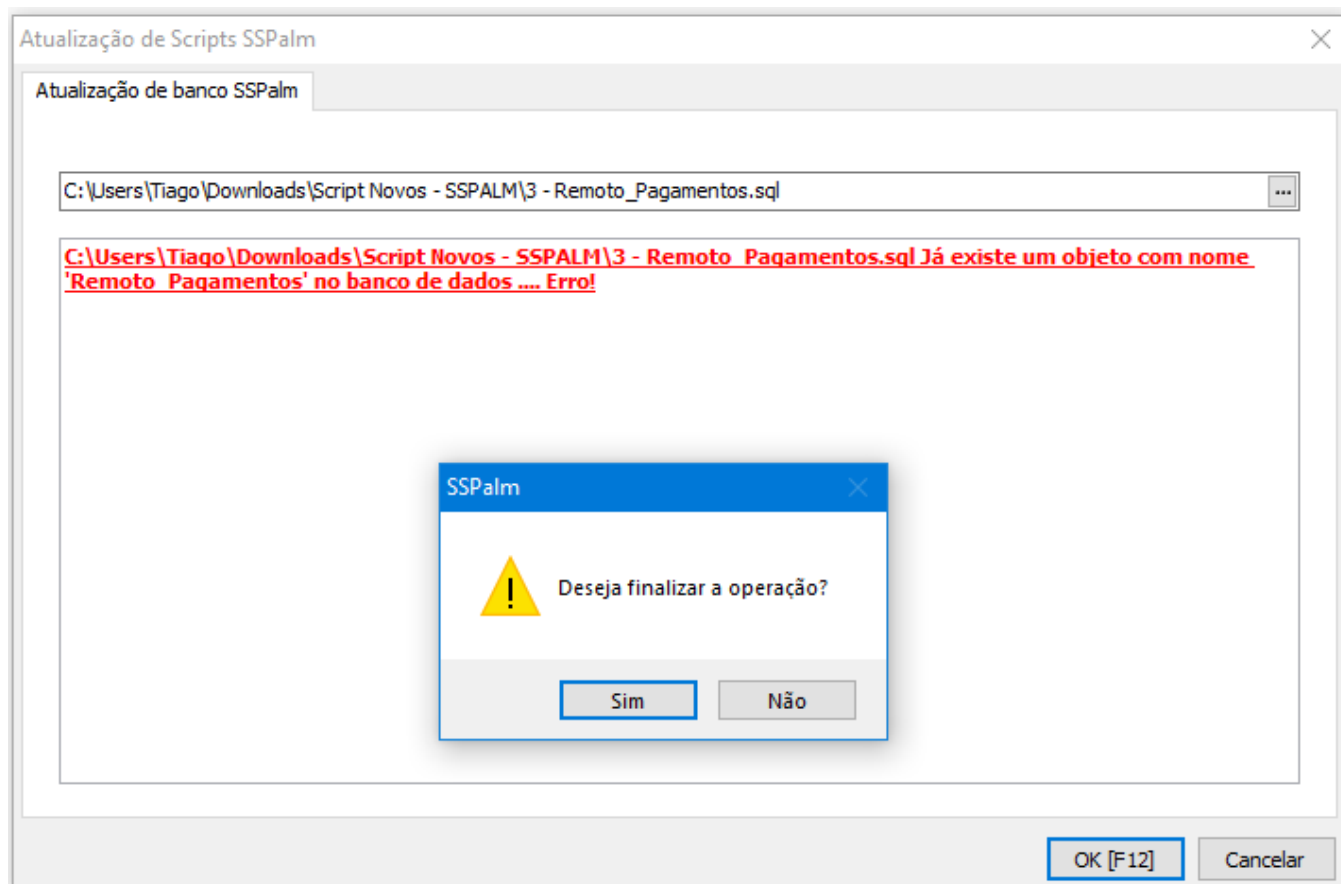 Atualização de Scripts SSPalm
Atualização de banco SSPalm
C:\Users\Tiago\Downloads\Script Novos - SSPALM\3 - Remoto_Pagamentos.sql
...
C:\Users\Tiago\Downloads\Script Novos - SSPALM\3 - Remoto_Pagamentos.sql Já existe um objeto com nome
'Remoto_Pagamentos' no banco de dados .... Erro!
SSPalm
Deseja finalizar a operação?
Sim Não
OK [F12] Cancelar